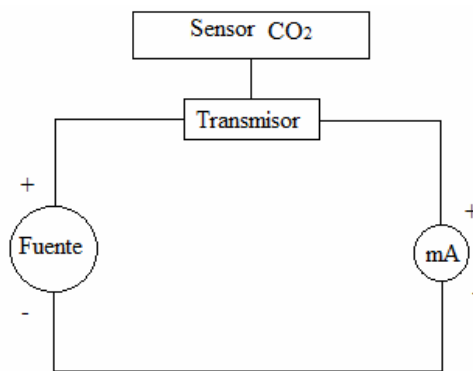 Sensor CO₂
Transmisor
+
Fuente
-
+
mA
-